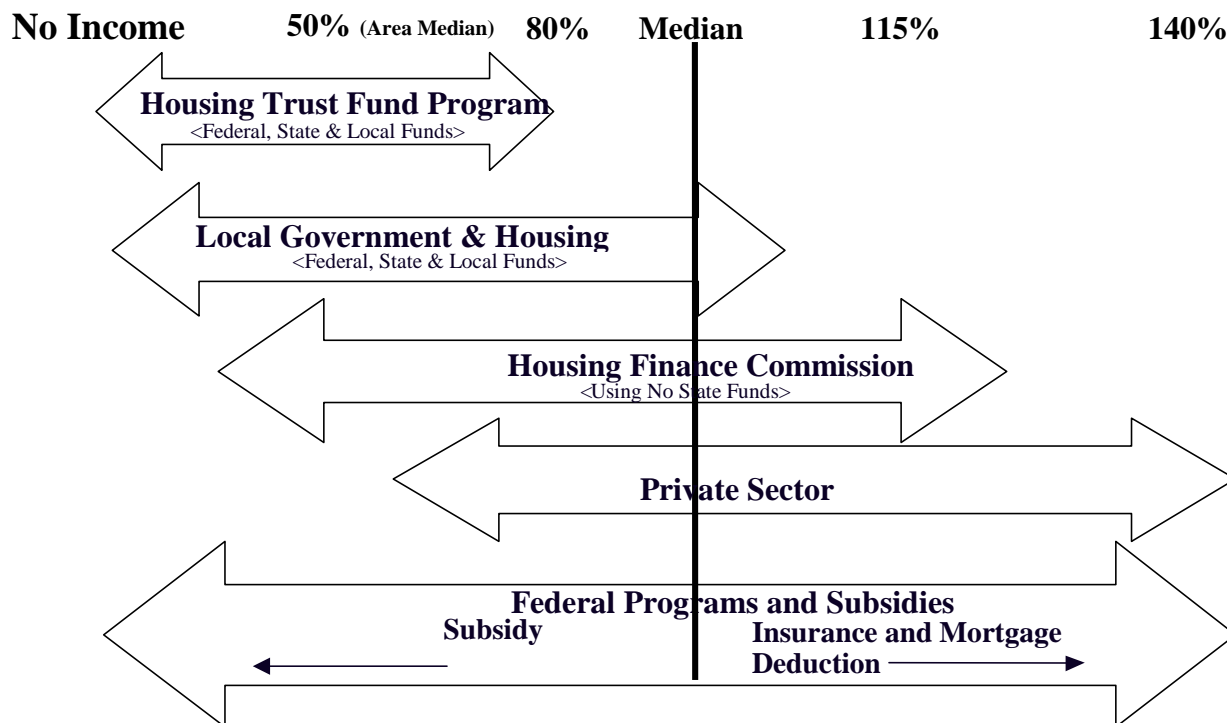 No Income 50% (Area Median) 80% Median 115% 140%
Housing Trust Fund Program
<Federal, State & Local Funds>
Local Government & Housing
<Federal, State & Local Funds>
Housing Finance Commission
<Using No State Funds>
Private Sector
Federal Programs and Subsidies
Subsidy
Insurance and Mortgage
Deduction